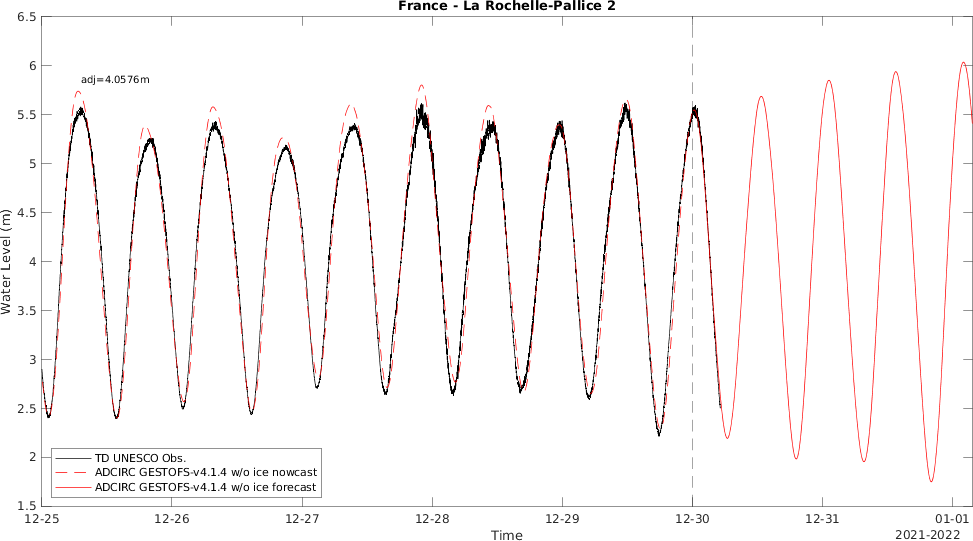 France - La Rochelle-Pallice 2
6.5
6
5.5
5
4.5
4
3.5
3
2.5
2
1.5
Water Level (m)
adj=4.0576m
TD UNESCO Obs.
ADCIRC GESTOFS-v4.1.4 w/o ice nowcast
ADCIRC GESTOFS-v4.1.4 w/o ice forecast
12-25 12-26 12-27 12-28 12-29 12-30 12-31 01-01
Time
2021-2022